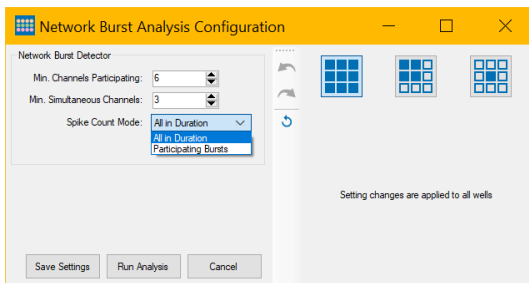 Network Burst Analysis Configuration
Network Burst Detector
Min. Channels Participating: 6
Min. Simultaneous Channels: 3
Spike Count Mode: All in Duration
All in Duration
Participating Bursts
Setting changes are applied to all wells
Save Settings Run Analysis Cancel